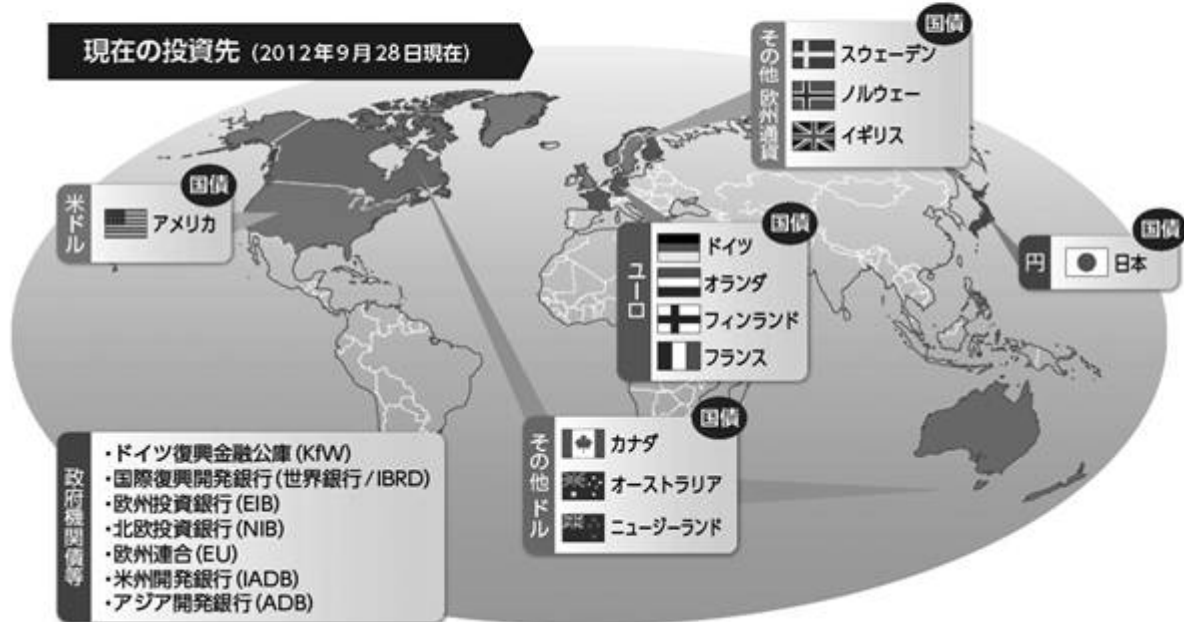 現在の投資先 (2012年9月28日現在)
国債
その他欧州通貨
スウェーデン
ノルウェー
イギリス
国債
米ドル
アメリカ
国債
ユーロ
ドイツ
オランダ
フィンランド
フランス
国債
円
日本
国債
その他ドル
カナダ
オーストラリア
ニュージーランド
政府機関債等
・ドイツ復興金融公庫(KfW)
・国際復興開発銀行(世界銀行/IBRD)
・欧州投資銀行(EIB)
・北欧投資銀行(NIB)
・欧州連合(EU)
・米州開発銀行(IADB)
・アジア開発銀行(ADB)